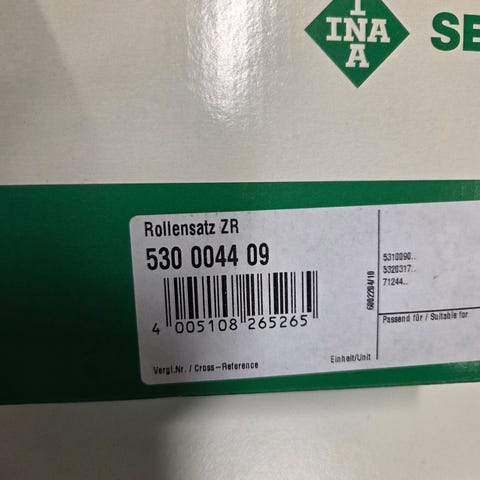 INA
INA
SE
Rollensatz ZR
530 0044 09
4 005108 265265
Vergl.Nr. / Cross-Reference
Einheit/Unit
5310090..
5320317..
71244..
Passend für / Suitable for